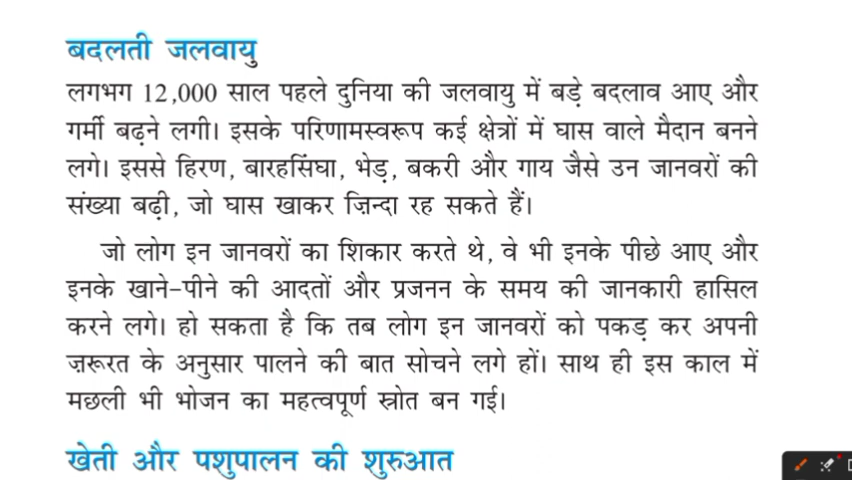 बदलती जलवायु
लगभग 12,000 साल पहले दुनिया की जलवायु में बड़े बदलाव आए और
गर्मी बढ़ने लगी। इसके परिणामस्वरूप कई क्षेत्रों में घास वाले मैदान बनने
लगे। इससे हिरण, बारहसिंघा, भेड़, बकरी और गाय जैसे उन जानवरों की
संख्या बढ़ी, जो घास खाकर ज़िन्दा रह सकते हैं।
जो लोग इन जानवरों का शिकार करते थे, वे भी इनके पीछे आए और
इनके खाने-पीने की आदतों और प्रजनन के समय की जानकारी हासिल
करने लगे। हो सकता है कि तब लोग इन जानवरों को पकड़ कर अपनी
ज़रूरत के अनुसार पालने की बात सोचने लगे हों। साथ ही इस काल में
मछली भी भोजन का महत्वपूर्ण स्रोत बन गई।
खेती और पशुपालन की शुरुआत